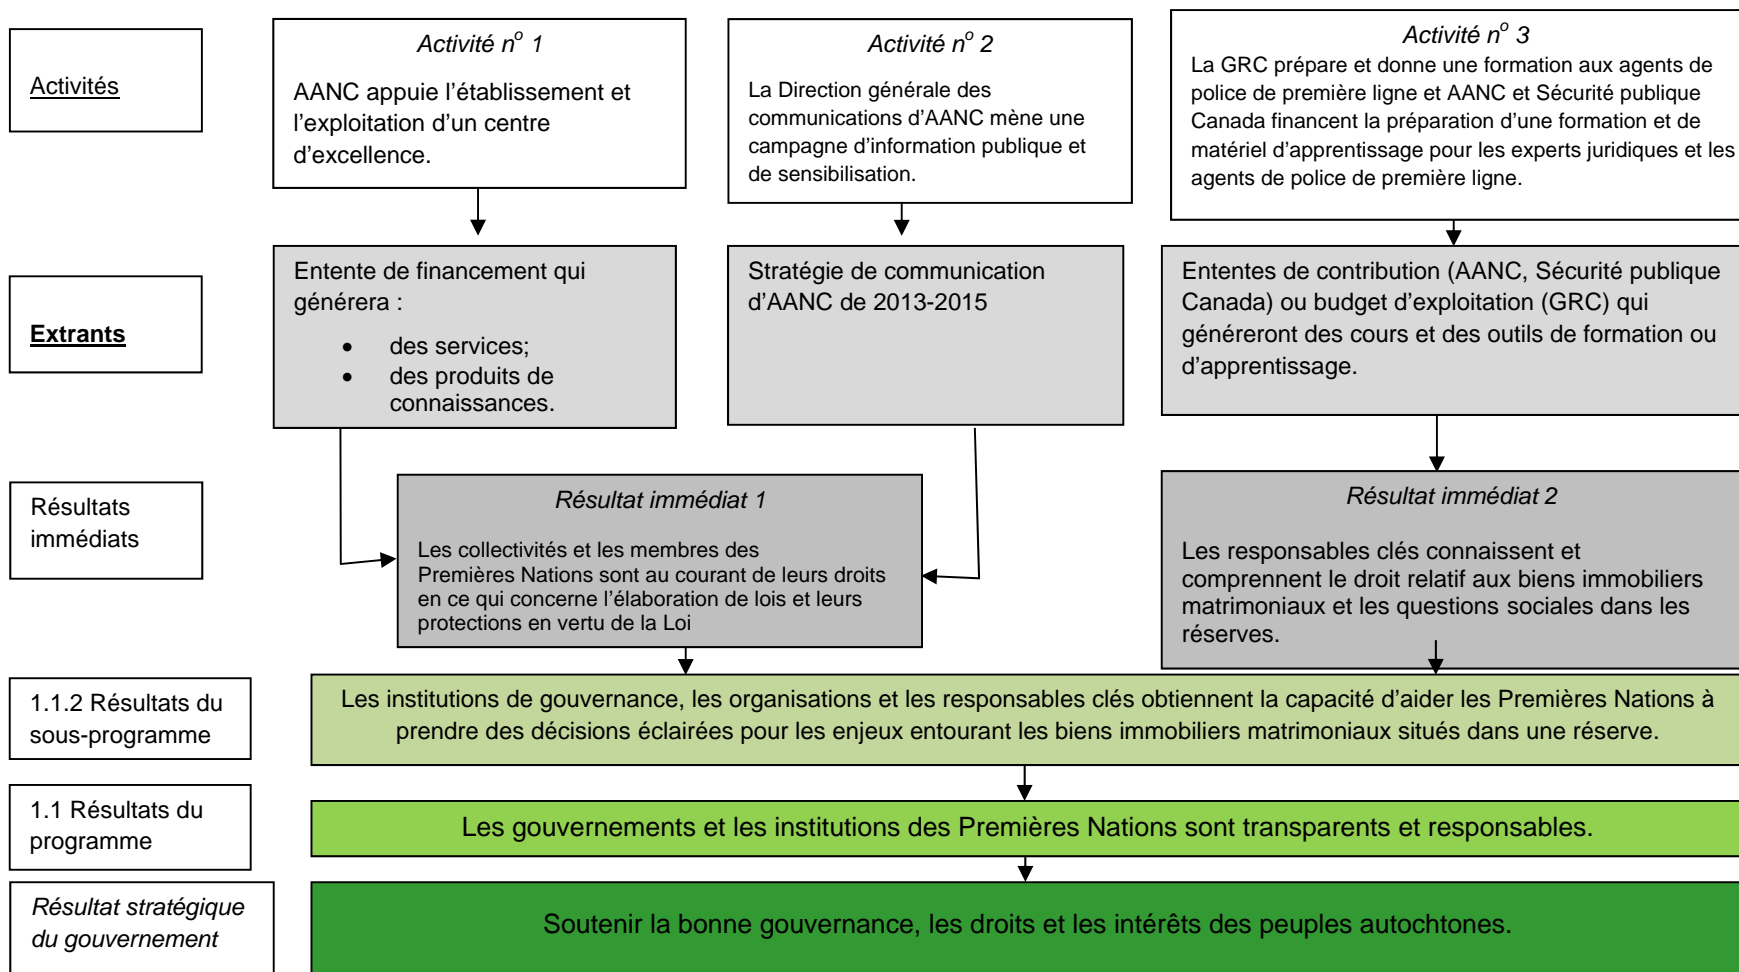 Activités
Activité nº 1
AANC appuie l’établissement et
l’exploitation d’un centre
d’excellence.
Activité nº 2
La Direction générale des
communications d’AANC mène une
campagne d’information publique et
de sensibilisation.
Activité nº 3
La GRC prépare et donne une formation aux agents de
police de première ligne et AANC et Sécurité publique
Canada financent la préparation d’une formation et de
matériel d’apprentissage pour les experts juridiques et les
agents de police de première ligne.
Extrants
Entente de financement qui
générera :
• des services;
• des produits de
connaissances.
Stratégie de communication
d’AANC de 2013-2015
Ententes de contribution (AANC, Sécurité publique
Canada) ou budget d’exploitation (GRC) qui
généreront des cours et des outils de formation ou
d’apprentissage.
Résultats
immédiats
Résultat immédiat 1
Les collectivités et les membres des
Premières Nations sont au courant de leurs droits
en ce qui concerne l’élaboration de lois et leurs
protections en vertu de la Loi
Résultat immédiat 2
Les responsables clés connaissent et
comprennent le droit relatif aux biens immobiliers
matrimoniaux et les questions sociales dans les
réserves.
1.1.2 Résultats du
sous-programme
Les institutions de gouvernance, les organisations et les responsables clés obtiennent la capacité d’aider les Premières Nations à
prendre des décisions éclairées pour les enjeux entourant les biens immobiliers matrimoniaux situés dans une réserve.
1.1 Résultats du
programme
Les gouvernements et les institutions des Premières Nations sont transparents et responsables.
Résultat stratégique
du gouvernement
Soutenir la bonne gouvernance, les droits et les intérêts des peuples autochtones.